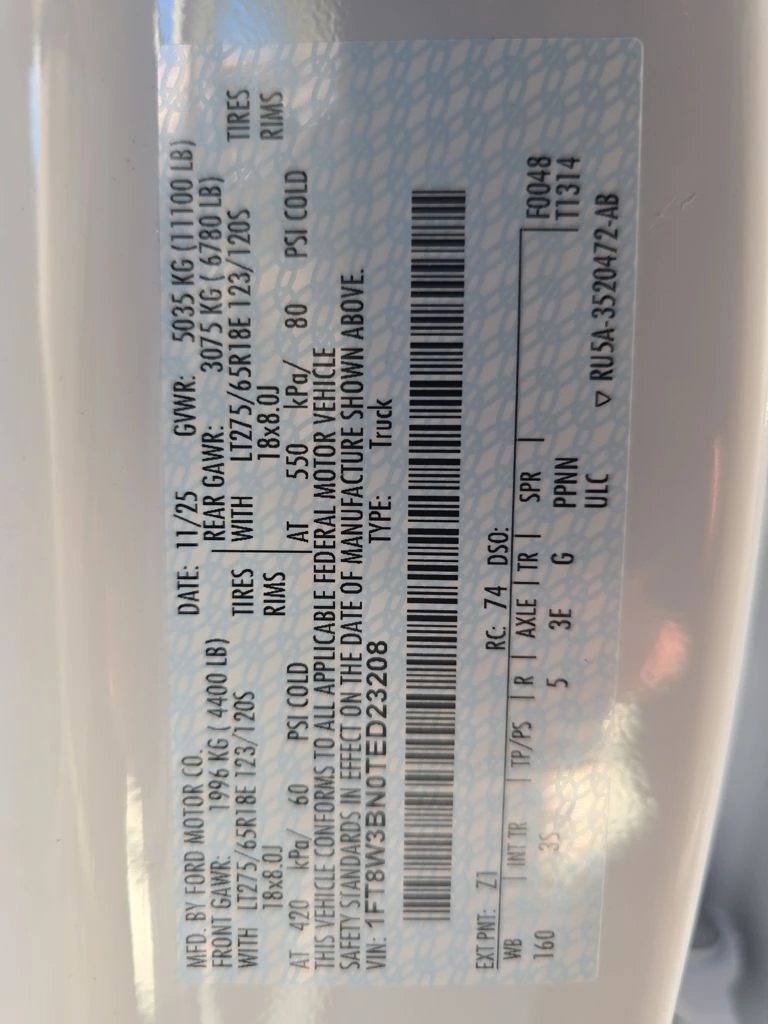 MFD. BY FORD MOTOR CO. DATE: 11/25 GVWR: 5035 KG (11100 LB)
FRONT GAWR: 1996 KG ( 4400 LB) REAR GAWR: 3075 KG ( 6780 LB)
WITH LT275/65R18E 123/120S TIRES WITH LT275/65R18E 123/120S TIRES
18x8.0J RIMS 18x8.0J RIMS
AT 420 kPa/ 60 PSI COLD AT 550 kPa/ 80 PSI COLD
THIS VEHICLE CONFORMS TO ALL APPLICABLE FEDERAL MOTOR VEHICLE
SAFETY STANDARDS IN EFFECT ON THE DATE OF MANUFACTURE SHOWN ABOVE.
VIN: 1FT8W3BN0TED23208 TYPE: Truck
EXT PNT: Z1 RC: 74 DSO:
WB INT TR TP/PS R AXLE TR SPR F0048
160 3S 5 3E G PPNN T1314
ULC
▽ RU5A-3520472-AB